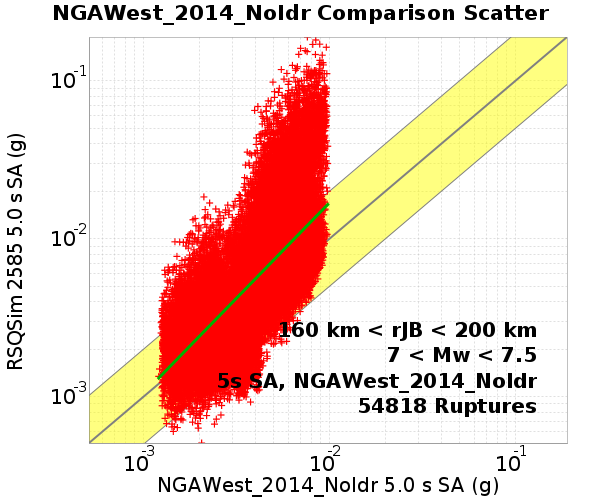 NGAWest_2014_NoIdr Comparison Scatter
RSQSim 2585 5.0 s SA (g)
10-1
10-2
10-3
160 km < rJB < 200 km
7 < Mw < 7.5
5s SA, NGAWest_2014_NoIdr
54818 Ruptures
10-3 10-2 10-1
NGAWest_2014_NoIdr 5.0 s SA (g)